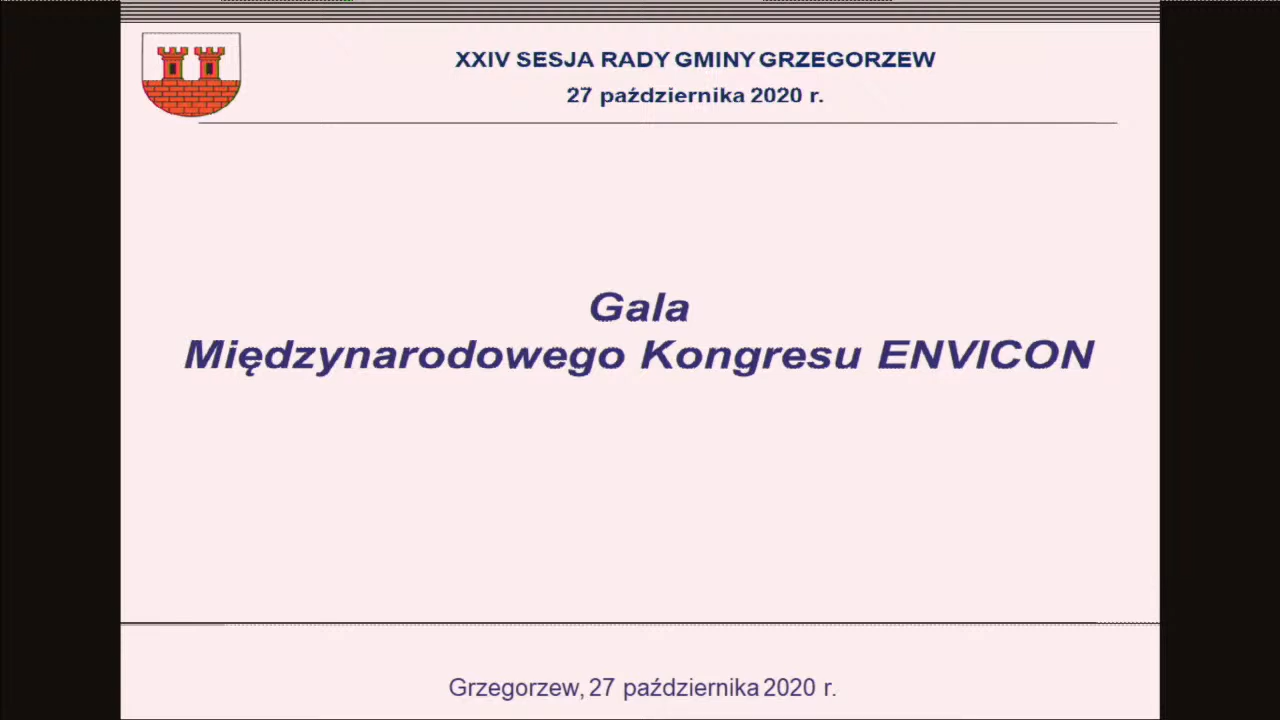 XXIV SESJA RADY GMINY GRZEGORZEW
27 października 2020 r.
Gala
Międzynarodowego Kongresu ENVICON
Grzegorzew, 27 października 2020 r.